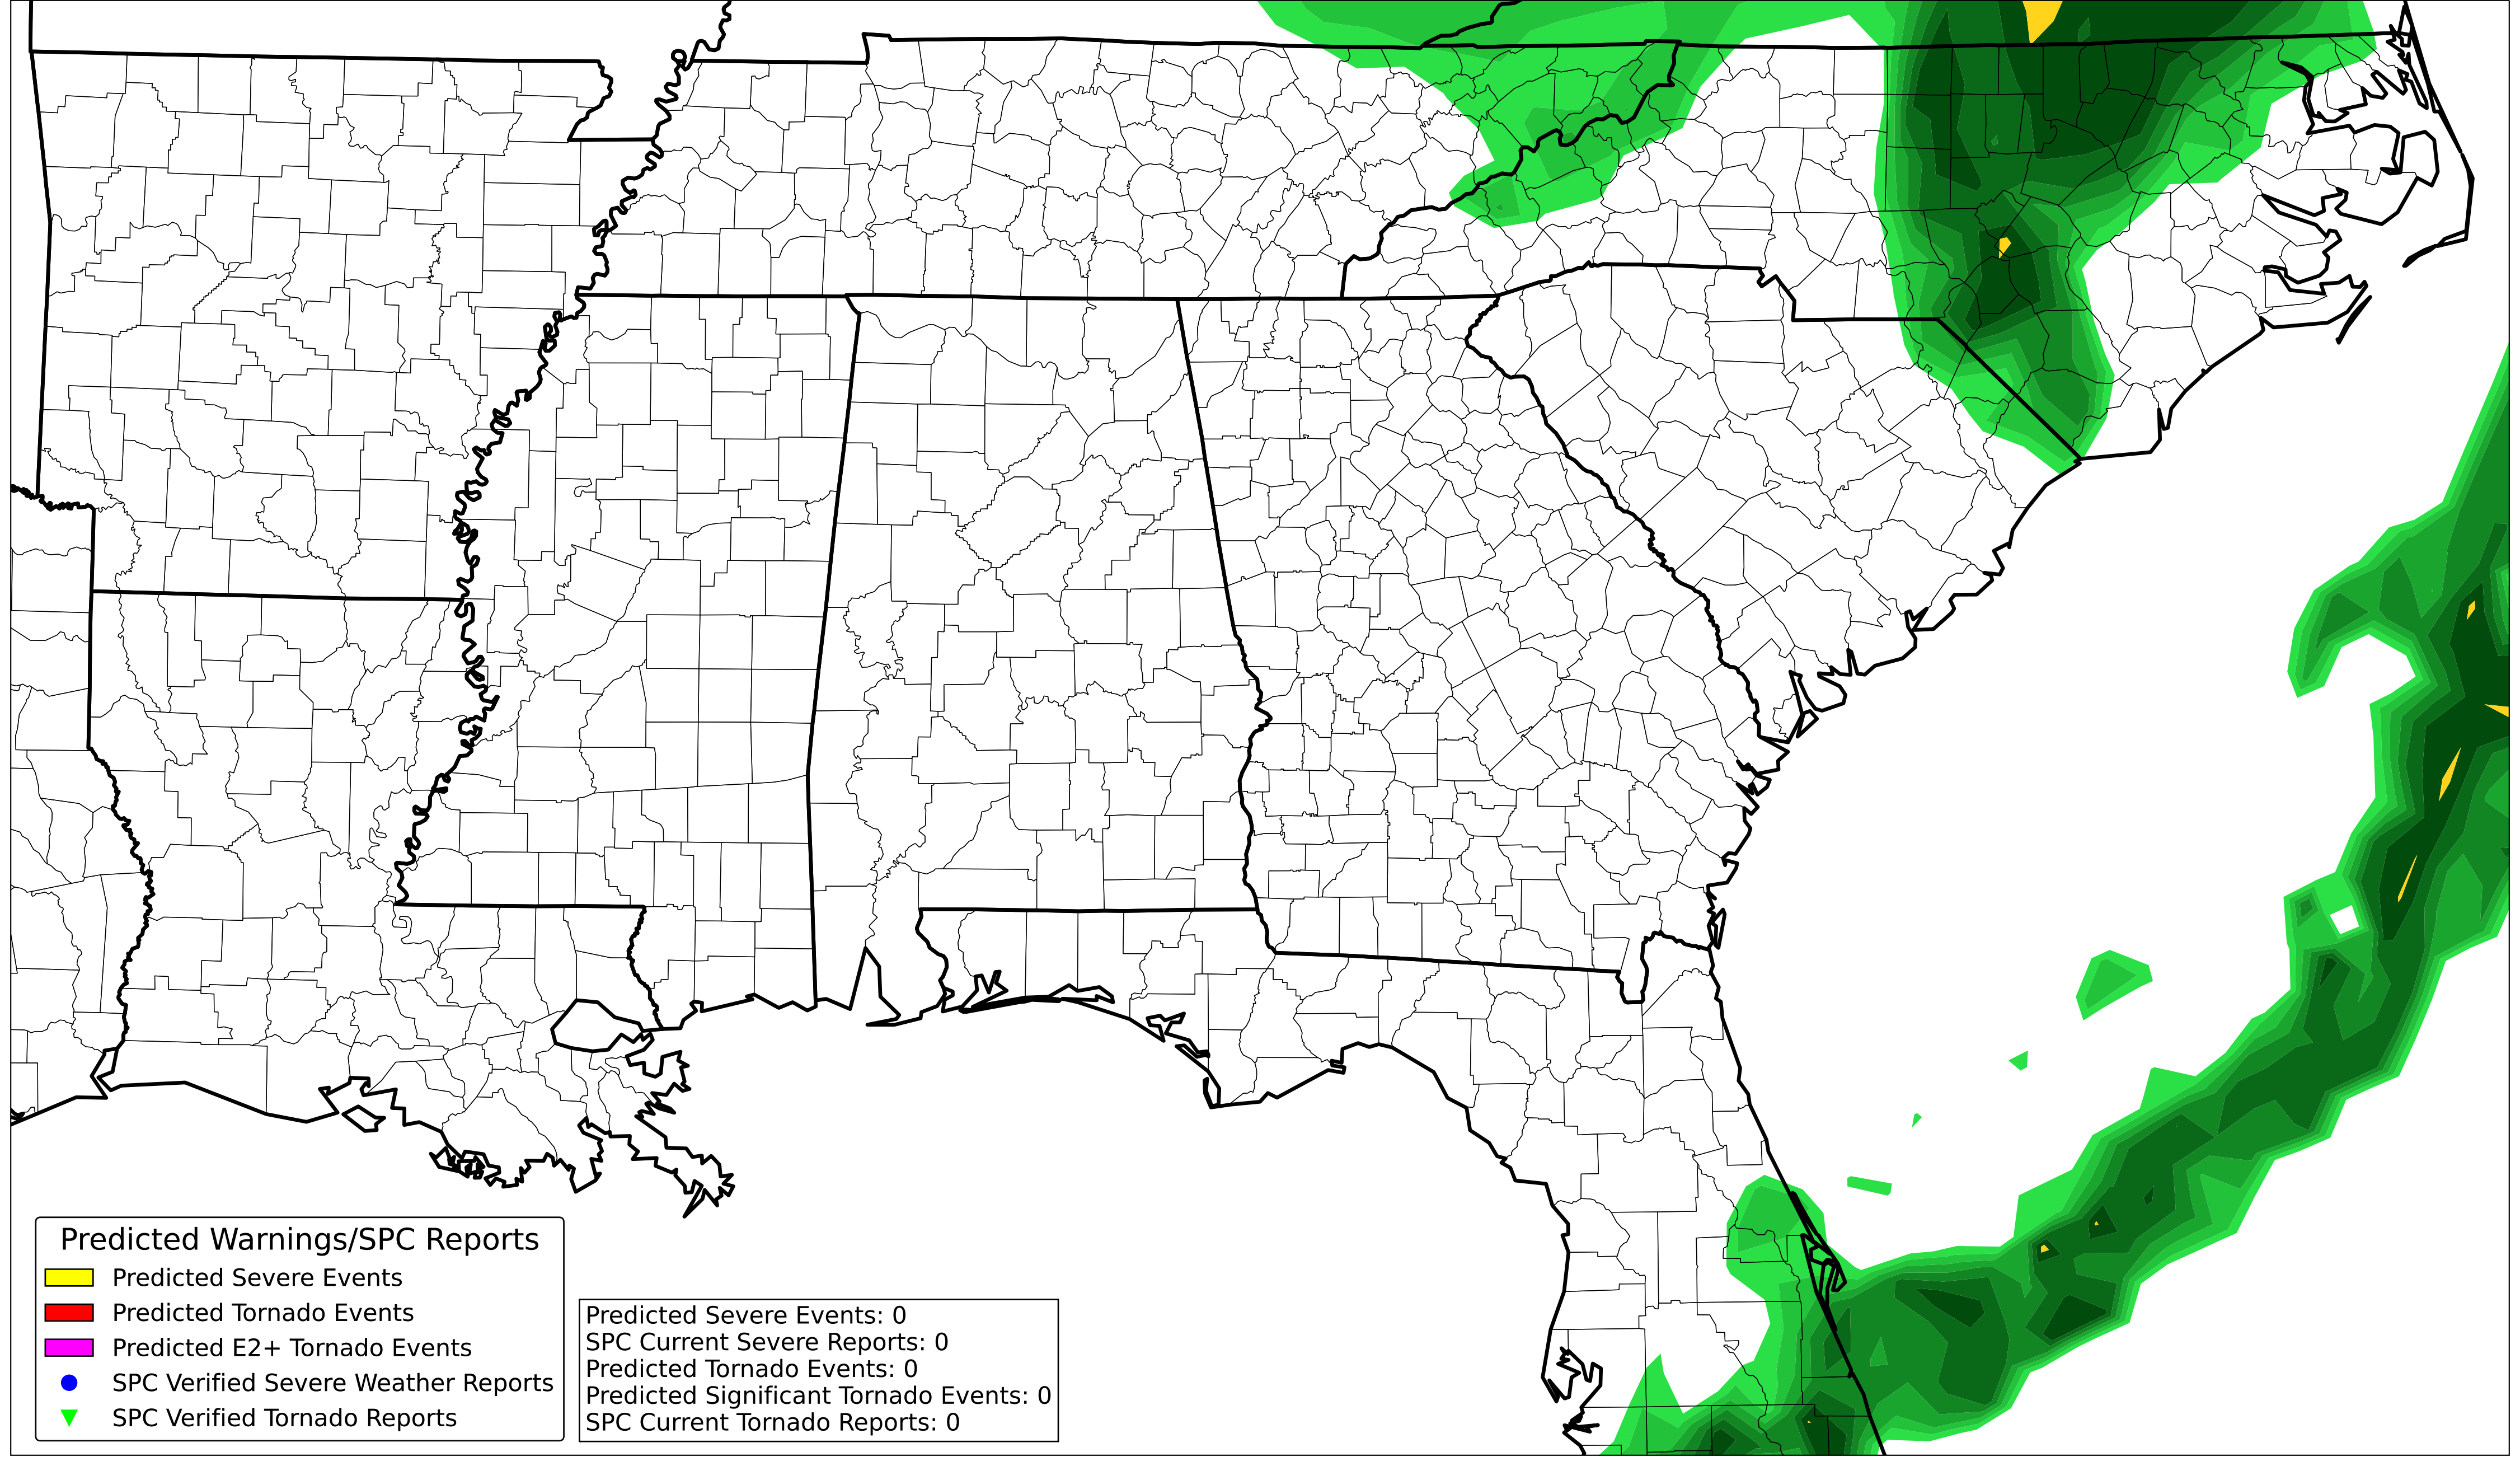 Predicted Warnings/SPC Reports
Predicted Severe Events
Predicted Tornado Events
Predicted E2+ Tornado Events
SPC Verified Severe Weather Reports
SPC Verified Tornado Reports
Predicted Severe Events: 0
SPC Current Severe Reports: 0
Predicted Tornado Events: 0
Predicted Significant Tornado Events: 0
SPC Current Tornado Reports: 0